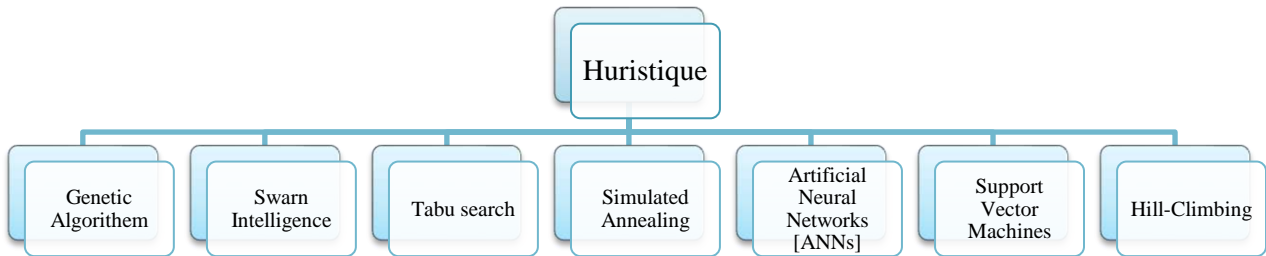 Huristique
Genetic
Algorithem
Swarn
Intelligence
Tabu search
Simulated
Annealing
Artificial
Neural
Networks
[ANNs]
Support
Vector
Machines
Hill-Climbing